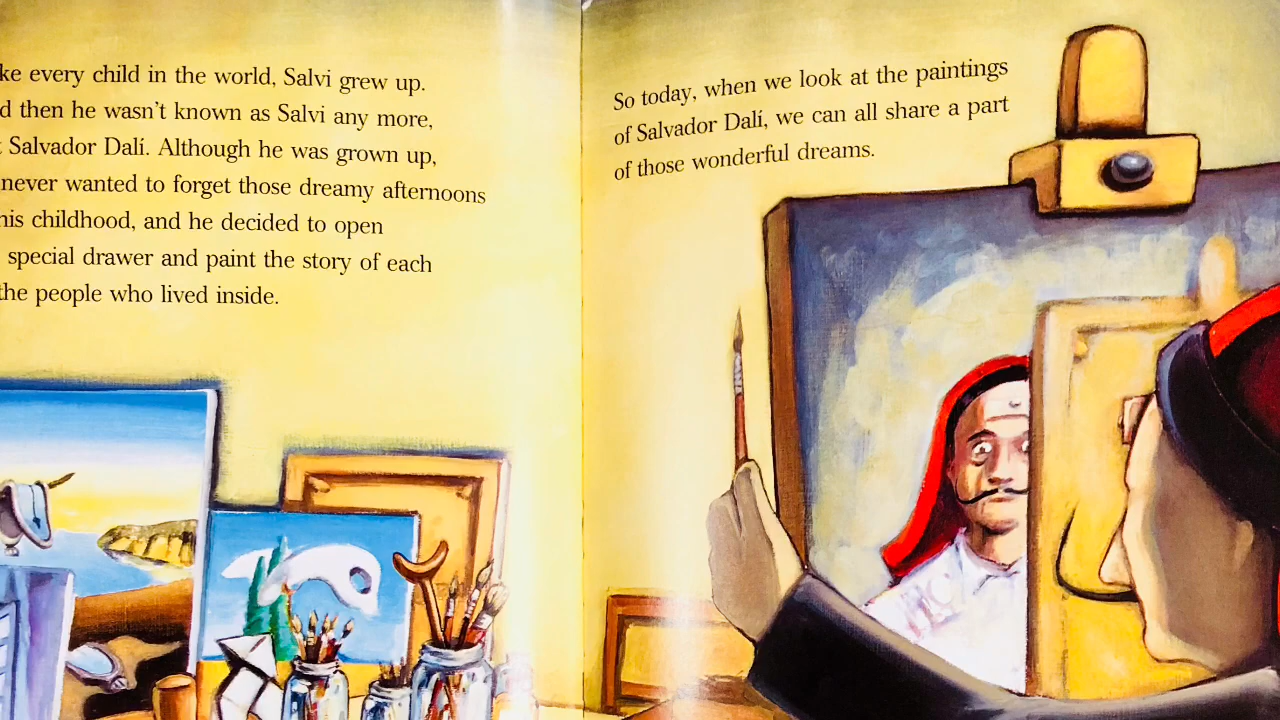 ke every child in the world, Salvi grew up.
d then he wasn't known as Salvi any more,
t Salvador Dalí. Although he was grown up,
never wanted to forget those dreamy afternoons
his childhood, and he decided to open
special drawer and paint the story of each
the people who lived inside.
So today, when we look at the paintings
of Salvador Dalí, we can all share a part
of those wonderful dreams.